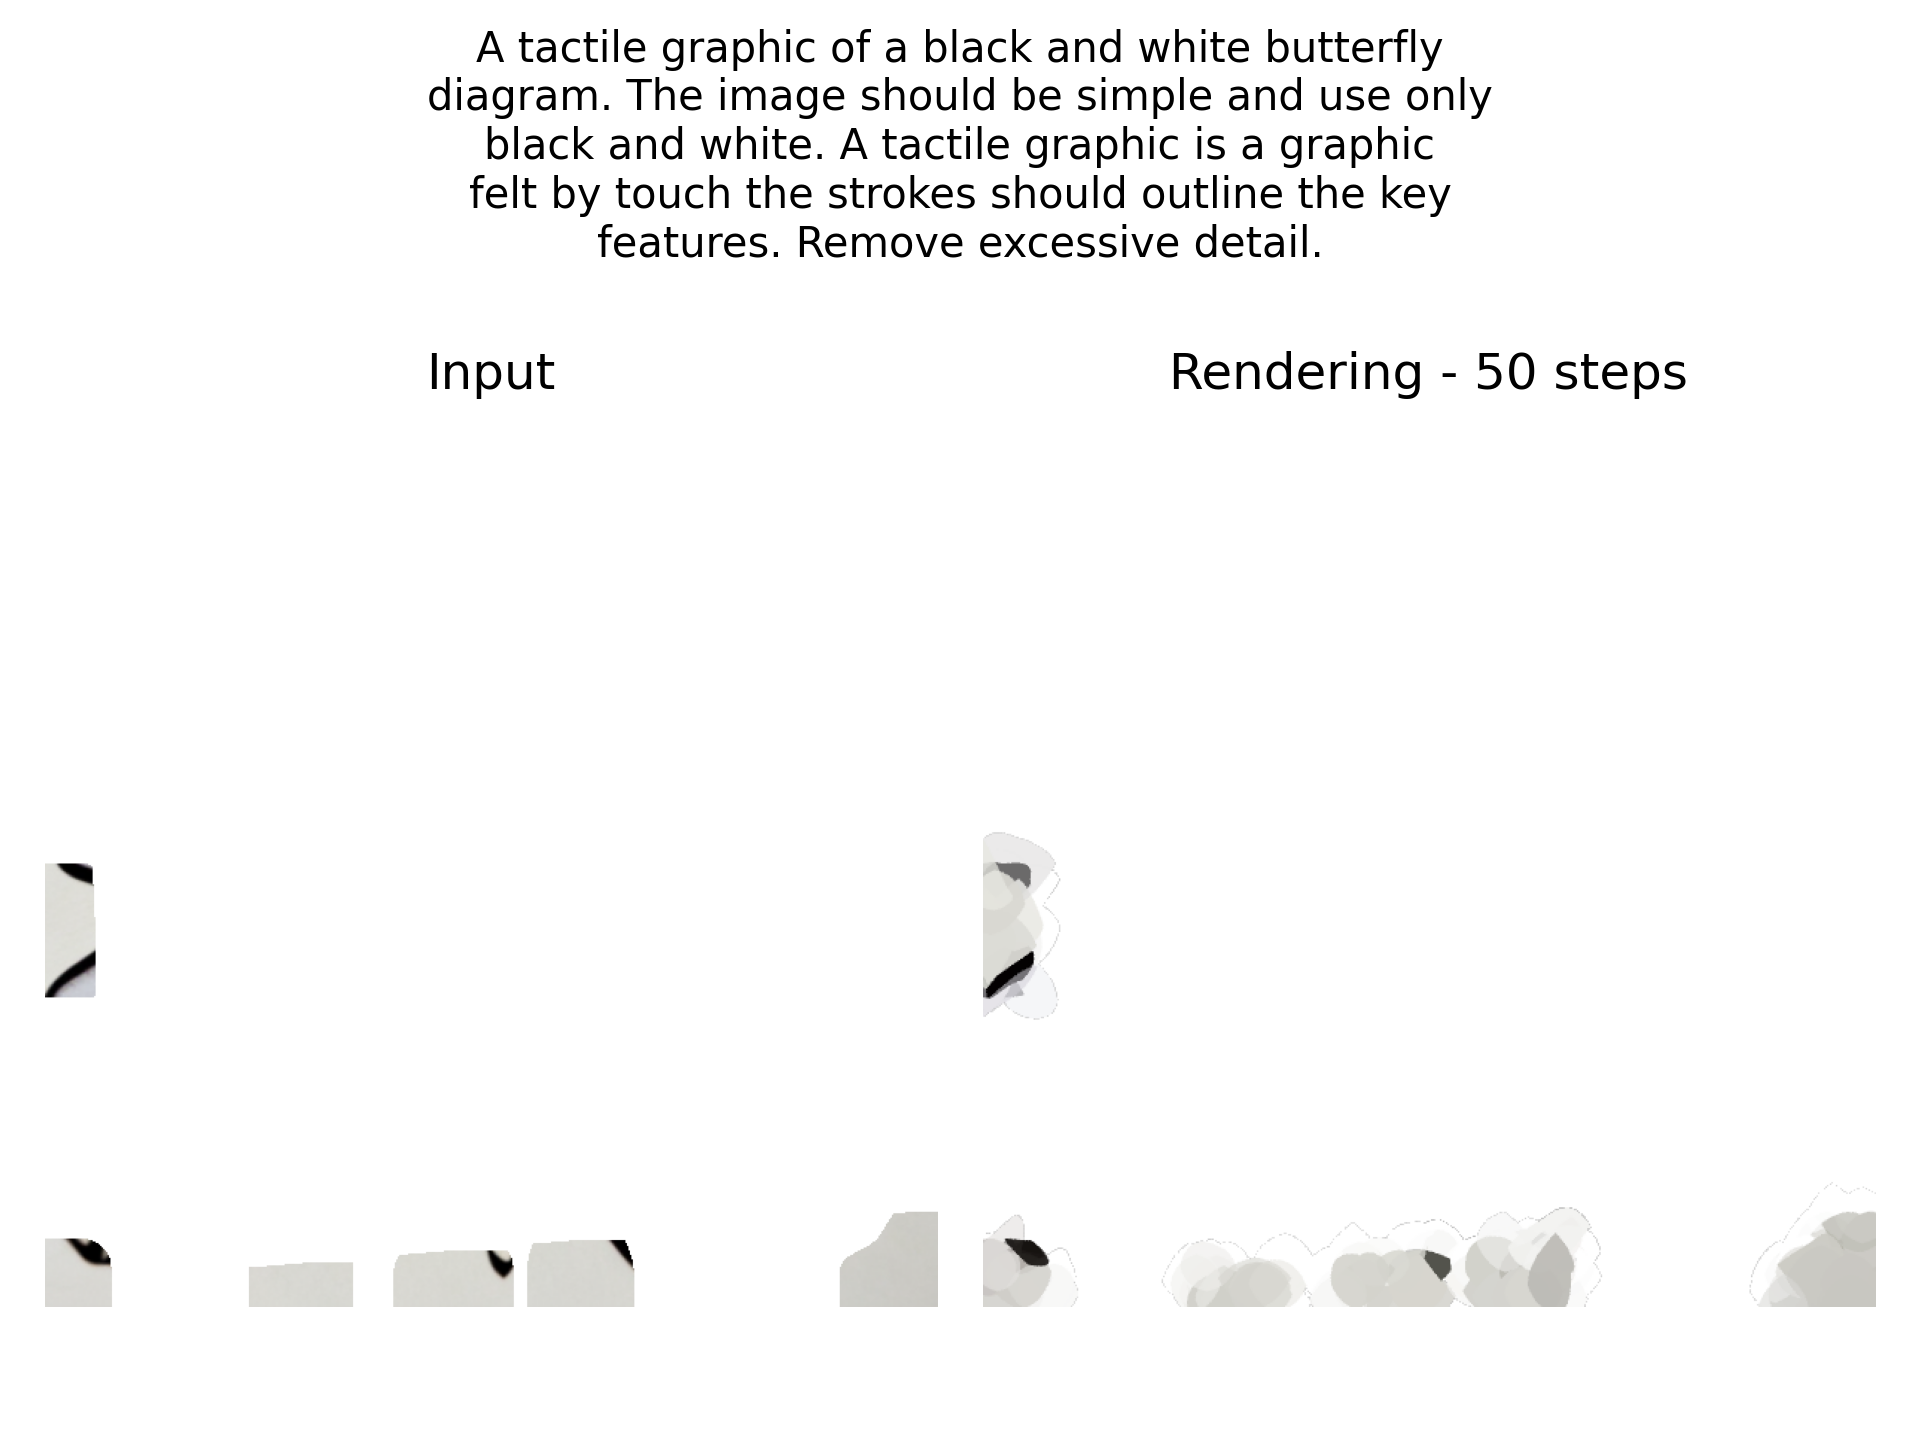 A tactile graphic of a black and white butterfly
diagram. The image should be simple and use only
black and white. A tactile graphic is a graphic
felt by touch the strokes should outline the key
features. Remove excessive detail.
Input
Rendering - 50 steps